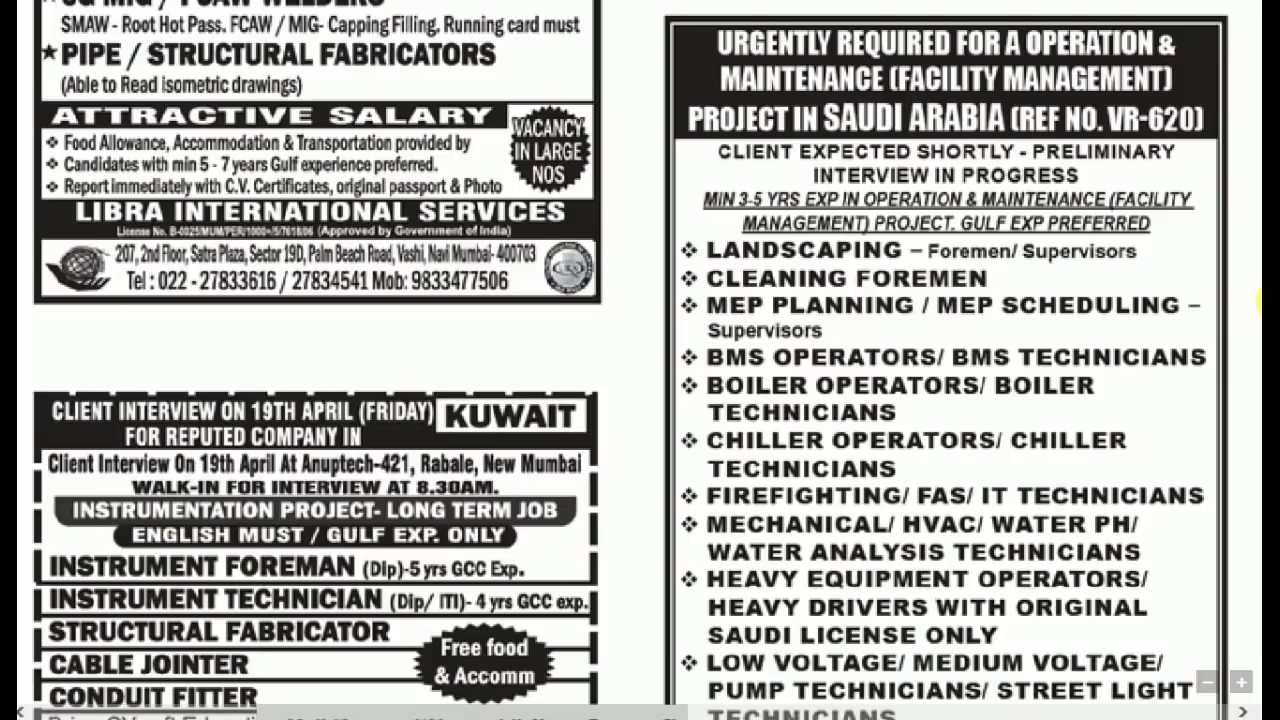 SMAW - Root Hot Pass. FCAW / MIG- Capping Filling. Running card must
★ PIPE / STRUCTURAL FABRICATORS
(Able to Read isometric drawings)
ATTRACTIVE SALARY
❖ Food Allowance, Accommodation & Transportation provided by
❖ Candidates with min 5 - 7 years Gulf experience preferred.
❖ Report immediately with C.V. Certificates, original passport & Photo
VACANCY
IN LARGE
NOS
LIBRA INTERNATIONAL SERVICES
(Approved by Government of India)
207, 2nd Floor, Satra Plaza, Sector 19D, Palm Beach Road, Vashi, Navi Mumbai- 400703
Tel : 022 - 27833616 / 27834541 Mob: 9833477506
CLIENT INTERVIEW ON 19TH APRIL (FRIDAY)
FOR REPUTED COMPANY IN
KUWAIT
Client Interview On 19th April At Anuptech-421, Rabale, New Mumbai
WALK-IN FOR INTERVIEW AT 8.30AM.
INSTRUMENTATION PROJECT- LONG TERM JOB
ENGLISH MUST / GULF EXP. ONLY
INSTRUMENT FOREMAN (Dip)-5 yrs GCC Exp.
INSTRUMENT TECHNICIAN (Dip/ ITI)- 4 yrs GCC exp.
STRUCTURAL FABRICATOR
CABLE JOINTER
CONDUIT FITTER
Free food
& Accomm
URGENTLY REQUIRED FOR A OPERATION &
MAINTENANCE (FACILITY MANAGEMENT)
PROJECT IN SAUDI ARABIA (REF NO. VR-620)
CLIENT EXPECTED SHORTLY - PRELIMINARY
INTERVIEW IN PROGRESS
MIN 3-5 YRS EXP IN OPERATION & MAINTENANCE (FACILITY
MANAGEMENT) PROJECT. GULF EXP PREFERRED
❖ LANDSCAPING – Foremen/ Supervisors
❖ CLEANING FOREMEN
❖ MEP PLANNING / MEP SCHEDULING –
Supervisors
❖ BMS OPERATORS/ BMS TECHNICIANS
❖ BOILER OPERATORS/ BOILER
TECHNICIANS
❖ CHILLER OPERATORS/ CHILLER
TECHNICIANS
❖ FIREFIGHTING/ FAS/ IT TECHNICIANS
❖ MECHANICAL/ HVAC/ WATER PH/
WATER ANALYSIS TECHNICIANS
❖ HEAVY EQUIPMENT OPERATORS/
HEAVY DRIVERS WITH ORIGINAL
SAUDI LICENSE ONLY
❖ LOW VOLTAGE/ MEDIUM VOLTAGE/
PUMP TECHNICIANS/ STREET LIGHT
TECHNICIANS